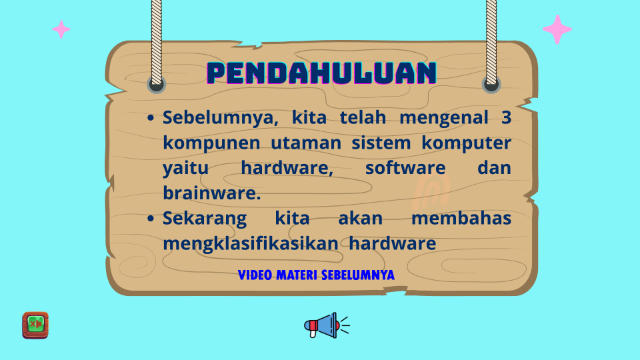 PENDAHULUAN
Sebelumnya, kita telah mengenal 3
kompunen utaman sistem komputer
yaitu hardware, software dan
brainware.
Sekarang kita akan membahas
mengklasifikasikan hardware
VIDEO MATERI SEBELUMNYA